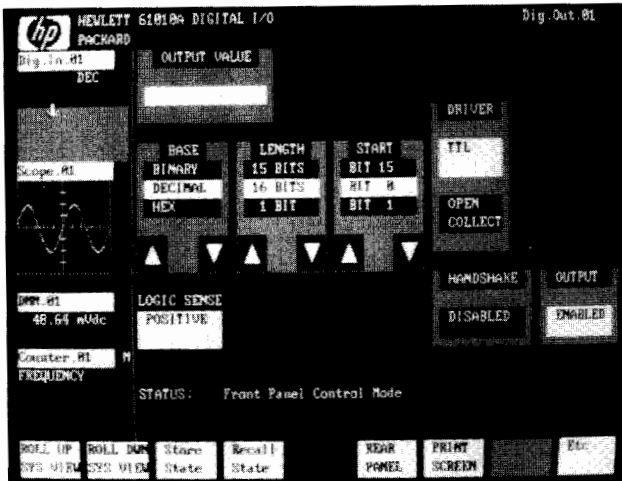 hp HEWLETT PACKARD
61010A DIGITAL I/O
Dig.Out.01
Dig.In.01
DEC
Scope.01
DMM.01
48.64 mVdc
Counter.01 M
FREQUENCY
OUTPUT VALUE
BASE
BINARY
DECIMAL
HEX
LENGTH
15 BITS
16 BITS
1 BIT
START
BIT 15
BIT 0
BIT 1
DRIVER
TTL
OPEN
COLLECT
LOGIC SENSE
POSITIVE
HANDSHAKE
DISABLED
OUTPUT
ENABLED
STATUS: Front Panel Control Mode
ROLL UP
SYS VIEW
ROLL DWN
SYS VIEW
Store
State
Recall
State
REAR
PANEL
PRINT
SCREEN
Etc